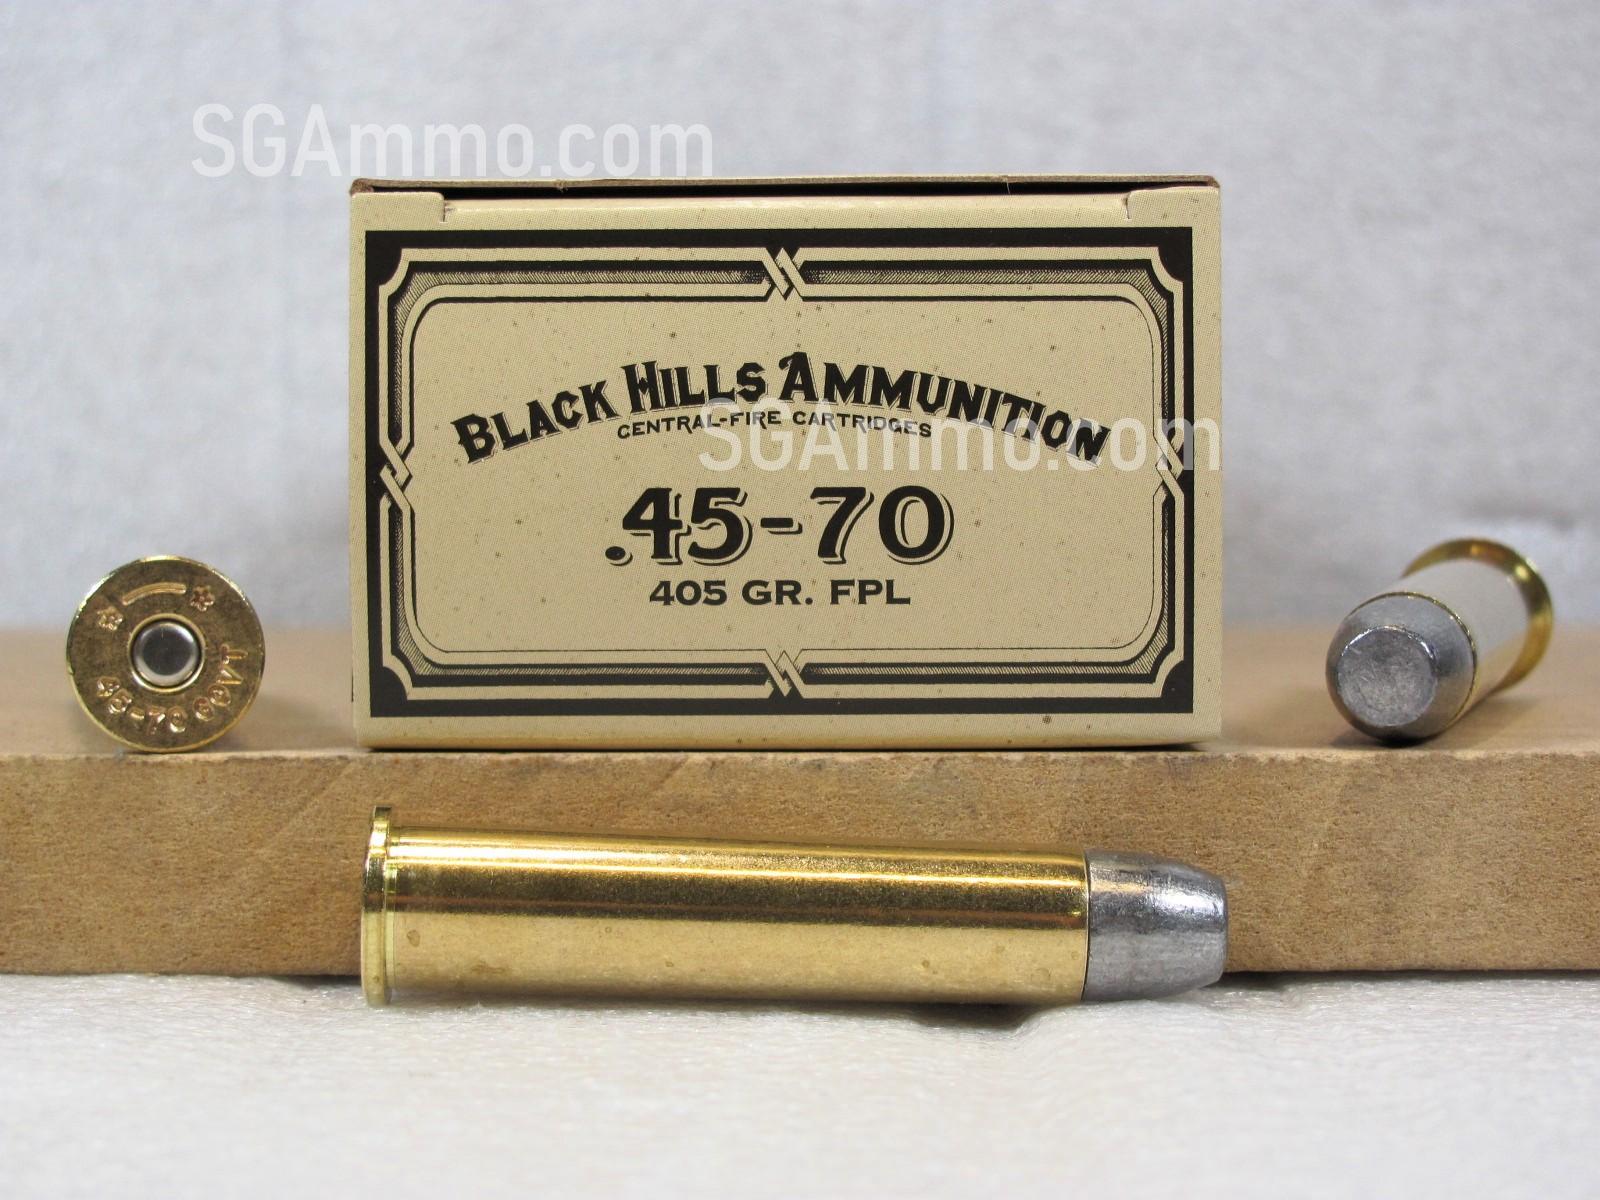 SGAmmo.com
BLACK HILLS AMMUNITION
CENTRAL-FIRE CARTRIDGES
SGAmmo.com
.45-70
405 GR. FPL
45-70 GOVT